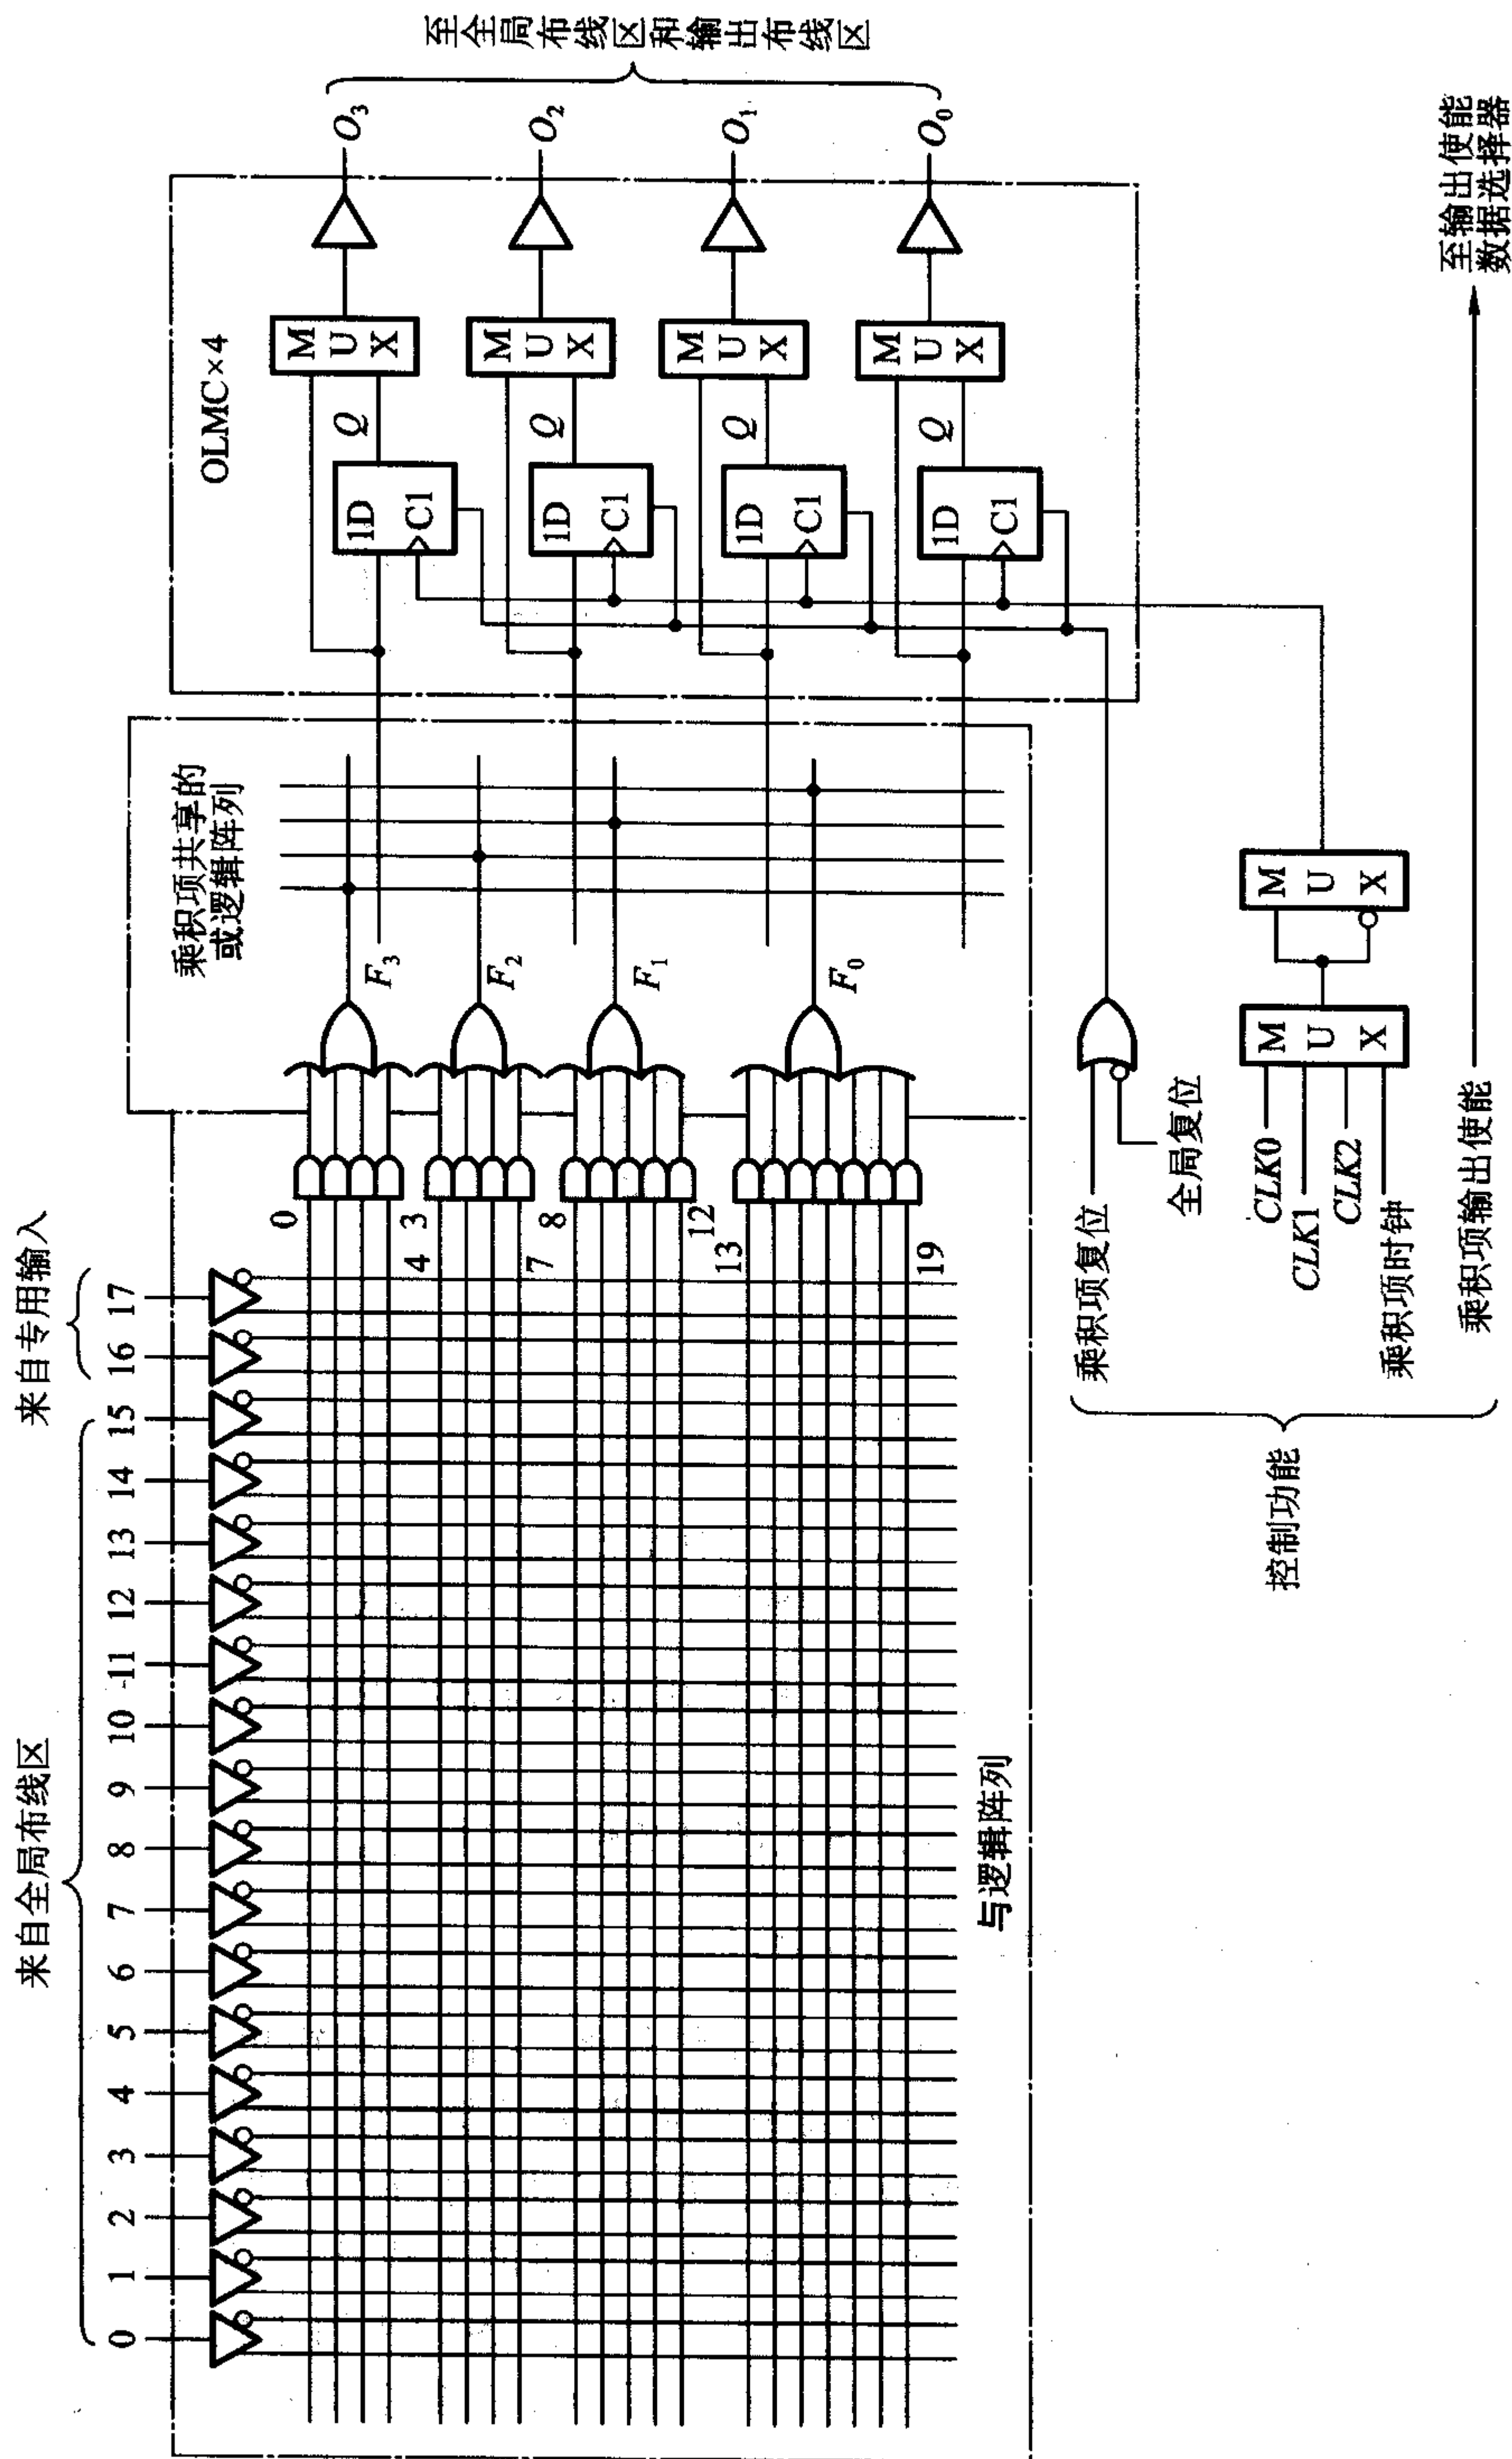 来自全局布线区
来自专用输入
0 1 2 3 4 5 6 7 8 9 10 11 12 13 14 15 16 17
0
3
4
7
8
12
13
19
与逻辑阵列
乘积项共享的
或逻辑阵列
F3
F2
F1
F0
OLMC×4
1D
C1
Q
M
U
X
O3
1D
C1
Q
M
U
X
O2
1D
C1
Q
M
U
X
O1
1D
C1
Q
M
U
X
O0
至全局布线区和输出布线区
控制功能
乘积项复位
全局复位
CLK0
CLK1
CLK2
乘积项时钟
M
U
X
M
U
X
乘积项输出使能
至输出使能
数据选择器